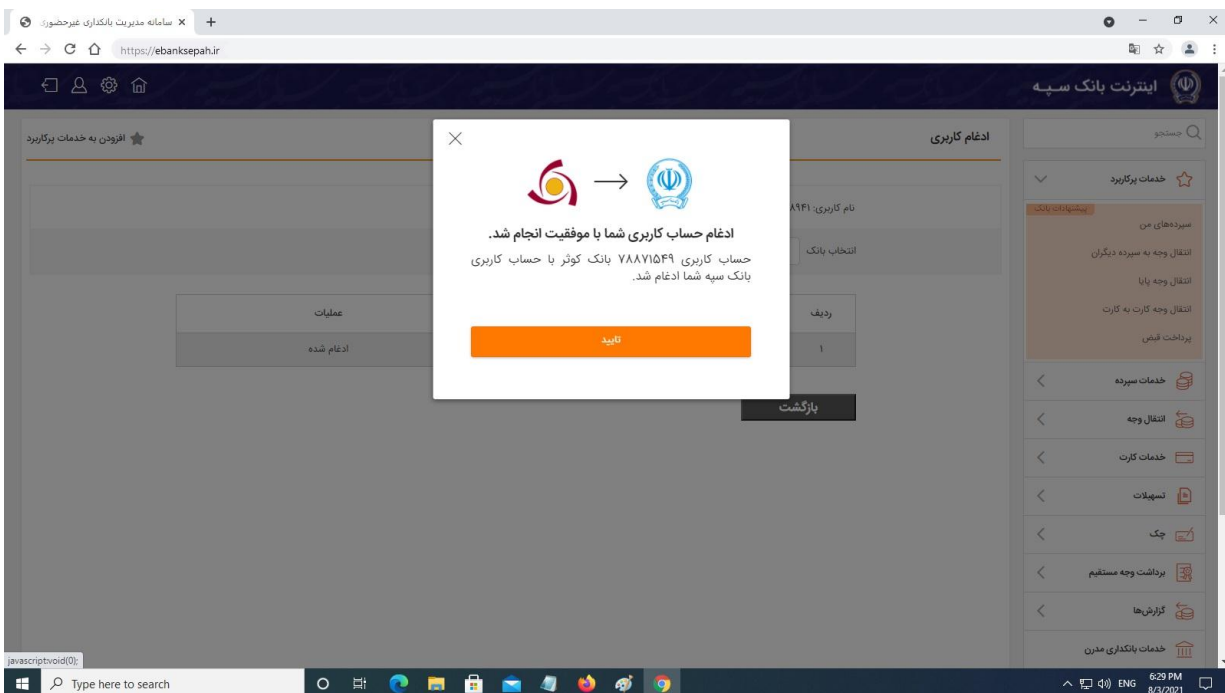 سامانه مدیریت بانکداری غیرحضوری
https://ebanksepah.ir
اینترنت بانک سپه
جستجو
ادغام کاربری
افزودن به خدمات پرکاربرد
خدمات پرکاربرد
پیشنهادات بانک
سپرده‌های من
انتقال وجه به سپرده دیگران
انتقال وجه پایا
انتقال وجه کارت به کارت
پرداخت قبض
خدمات سپرده
انتقال وجه
خدمات کارت
تسهیلات
چک
برداشت وجه مستقیم
گزارش‌ها
خدمات بانکداری مدرن
نام کاربری: ۸۹۴۱
انتخاب بانک
ردیف
عملیات
۱
ادغام شده
بازگشت
ادغام حساب کاربری شما با موفقیت انجام شد.
حساب کاربری ۷۸۸۷۱۵۴۹ بانک کوثر با حساب کاربری
بانک سپه شما ادغام شد.
تایید
javascript:void(0);
Type here to search
ENG
6:29 PM
8/3/2021